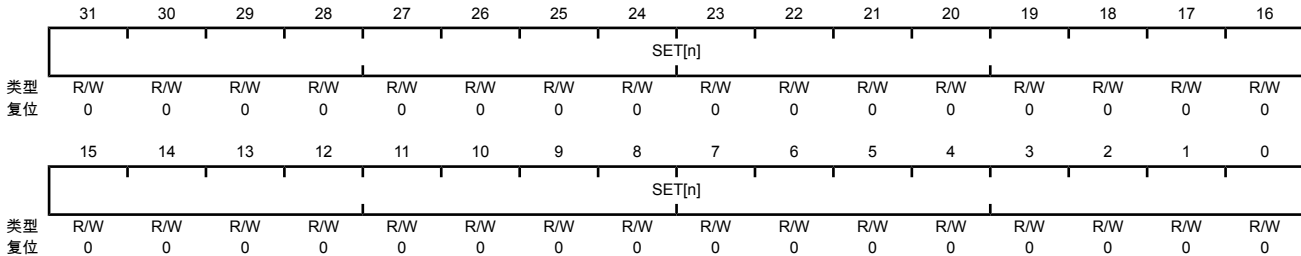 31 30 29 28 27 26 25 24 23 22 21 20 19 18 17 16
SET[n]
类型 R/W R/W R/W R/W R/W R/W R/W R/W R/W R/W R/W R/W R/W R/W R/W R/W
复位 0 0 0 0 0 0 0 0 0 0 0 0 0 0 0 0
15 14 13 12 11 10 9 8 7 6 5 4 3 2 1 0
SET[n]
类型 R/W R/W R/W R/W R/W R/W R/W R/W R/W R/W R/W R/W R/W R/W R/W R/W
复位 0 0 0 0 0 0 0 0 0 0 0 0 0 0 0 0